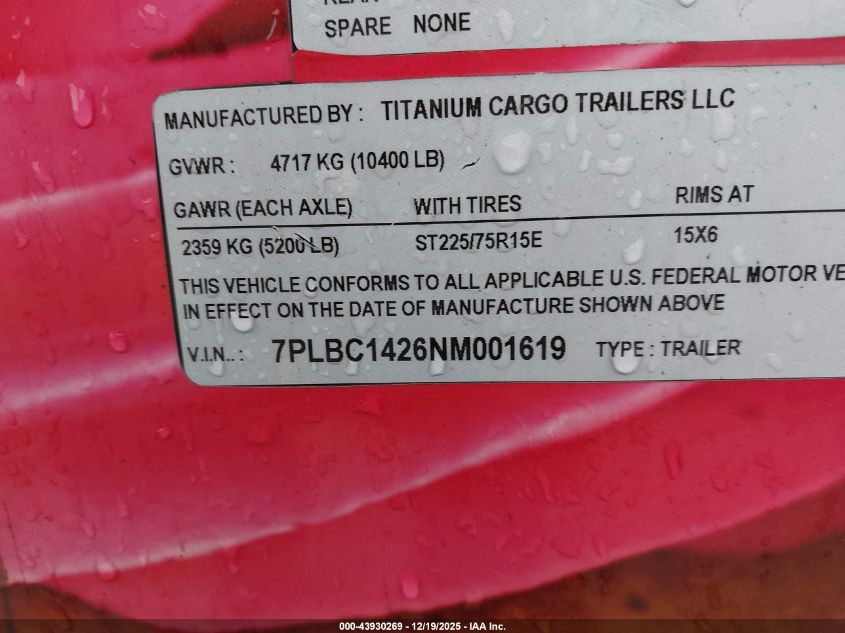 SPARE NONE
MANUFACTURED BY : TITANIUM CARGO TRAILERS LLC
GVWR : 4717 KG (10400 LB)
GAWR (EACH AXLE) WITH TIRES RIMS AT
2359 KG (5200 LB) ST225/75R15E 15X6
THIS VEHICLE CONFORMS TO ALL APPLICABLE U.S. FEDERAL MOTOR VE
IN EFFECT ON THE DATE OF MANUFACTURE SHOWN ABOVE
V.I.N.. : 7PLBC1426NM001619 TYPE : TRAILER
000-43930269 - 12/19/2025 - IAA Inc.